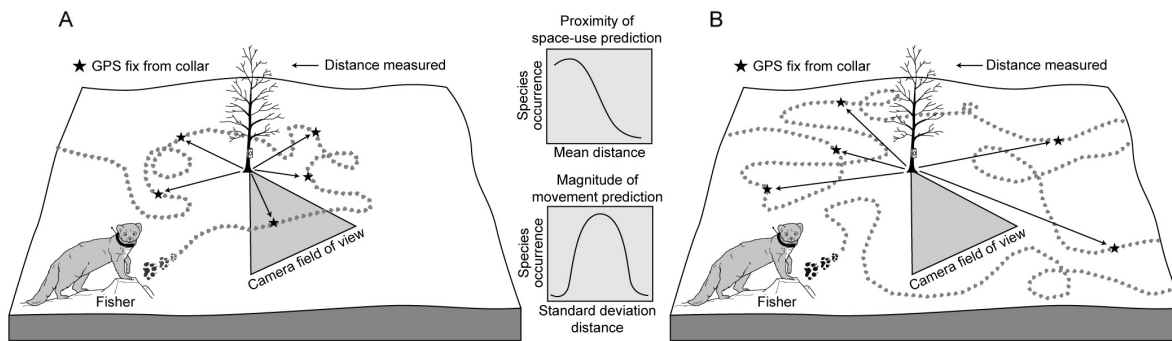 A
★ GPS fix from collar
← Distance measured
Camera field of view
Fisher
Proximity of
space-use prediction
Species
occurrence
Mean distance
Magnitude of
movement prediction
Species
occurrence
Standard deviation
distance
B
★ GPS fix from collar
← Distance measured
Camera field of view
Fisher